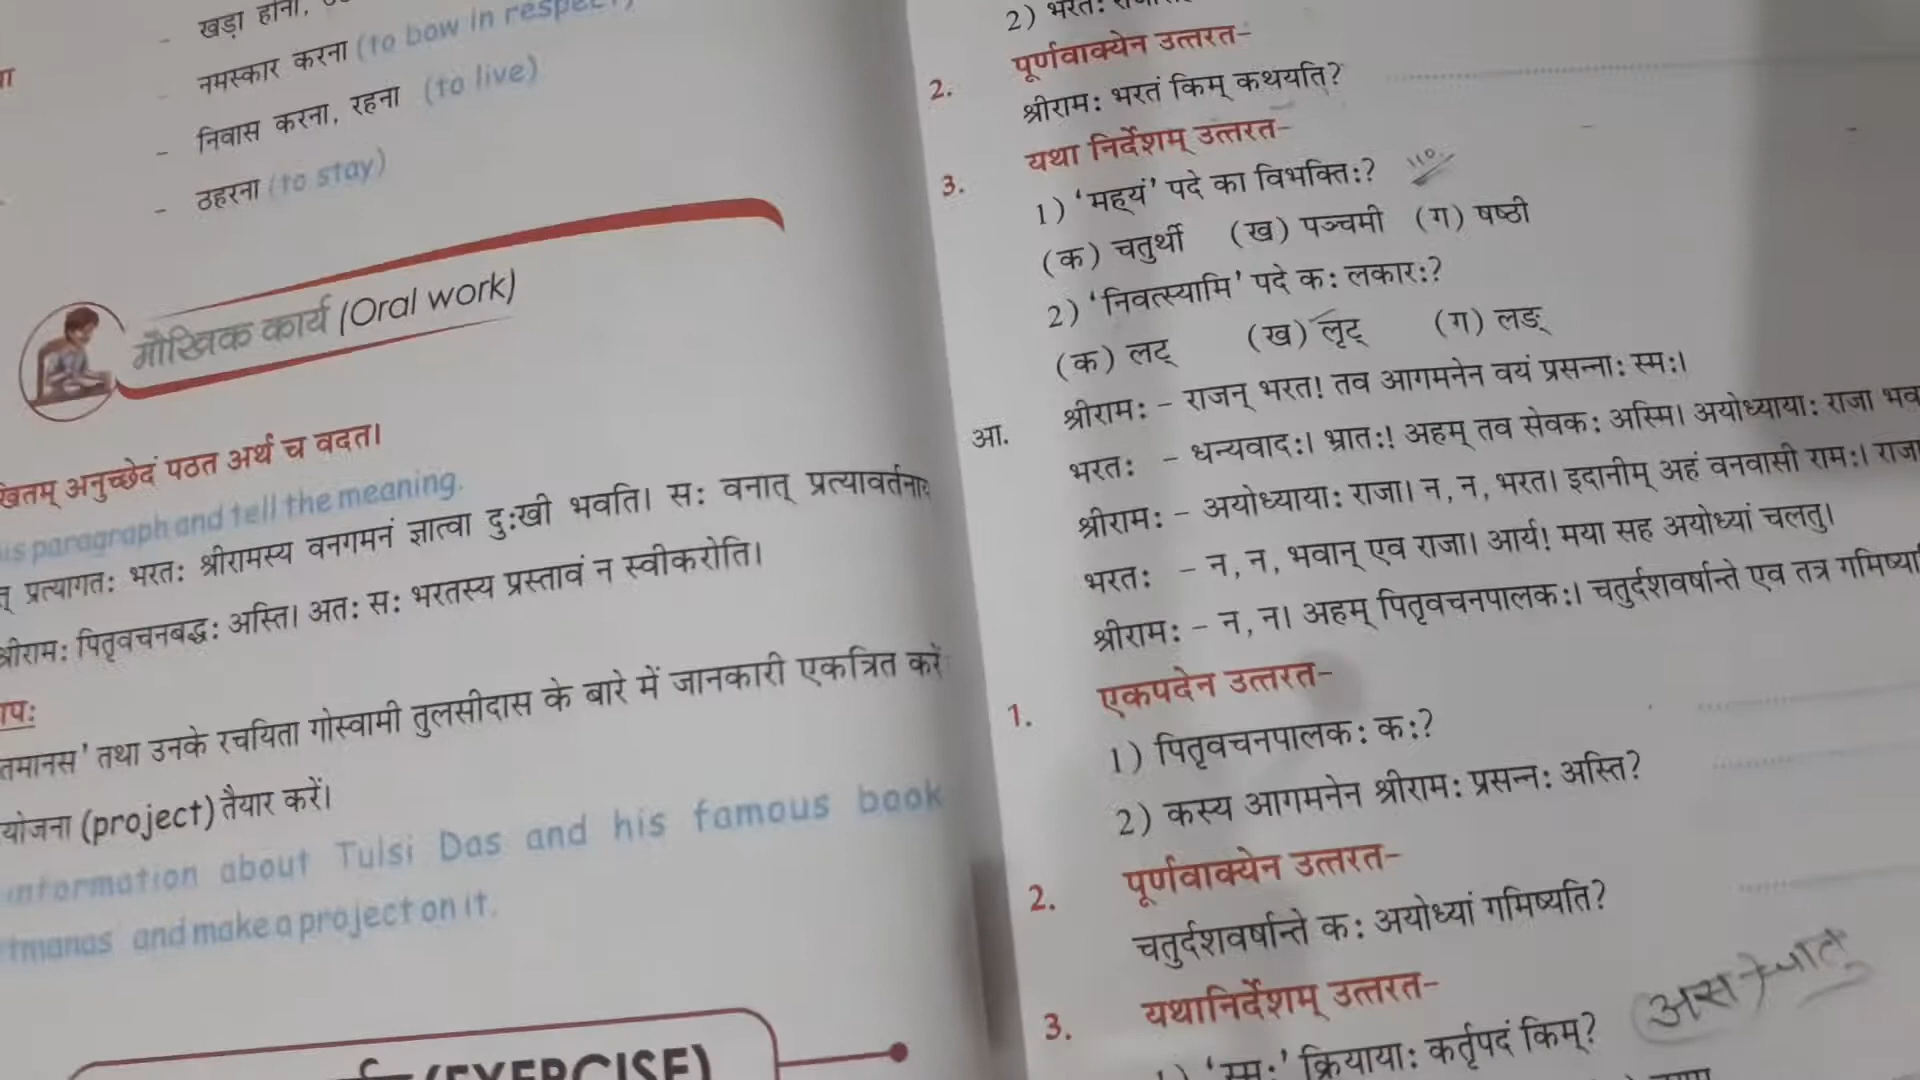 खड़ा होना,
- नमस्कार करना (to bow in respect)
- निवास करना, रहना (to live)
- ठहरना (to stay)
मौखिक कार्य (Oral work)
अनुच्छेदं पठत अर्थं च वदत।
paragraph and tell the meaning.
प्रत्यागतः भरतः श्रीरामस्य वनगमनं ज्ञात्वा दुःखी भवति। सः वनात् प्रत्यावर्तनाय
श्रीरामः पितृवचनबद्धः अस्ति। अतः सः भरतस्य प्रस्तावं न स्वीकरोति।
तमानस' तथा उनके रचयिता गोस्वामी तुलसीदास के बारे में जानकारी एकत्रित करें
योजना (project) तैयार करें।
information about Tulsi Das and his famous book
tmanas and make a project on it.
(EXERCISE)
2) भरतः
2. पूर्णवाक्येन उत्तरत-
श्रीरामः भरतं किम् कथयति?
3. यथा निर्देशम् उत्तरत-
1) 'मह्यं' पदे का विभक्तिः?
(क) चतुर्थी (ख) पञ्चमी (ग) षष्ठी
2) 'निवत्स्यामि' पदे कः लकारः?
(क) लट् (ख) लृट् (ग) लङ्
आ. श्रीरामः - राजन् भरत! तव आगमनेन वयं प्रसन्नाः स्मः।
भरतः - धन्यवादः। भ्रातः! अहम् तव सेवकः अस्मि। अयोध्यायाः राजा भव
श्रीरामः - अयोध्यायाः राजा। न, न, भरत। इदानीम् अहं वनवासी रामः। राजा
भरतः - न, न, भवान् एव राजा। आर्य! मया सह अयोध्यां चलतु।
श्रीरामः - न, न। अहम् पितृवचनपालकः। चतुर्दशवर्षान्ते एव तत्र गमिष्या
1. एकपदेन उत्तरत-
1) पितृवचनपालकः कः?
2) कस्य आगमनेन श्रीरामः प्रसन्नः अस्ति?
2. पूर्णवाक्येन उत्तरत-
चतुर्दशवर्षान्ते कः अयोध्यां गमिष्यति?
3. यथानिर्देशम् उत्तरत-
1) 'स्मः' क्रियायाः कर्तृपदं किम्?